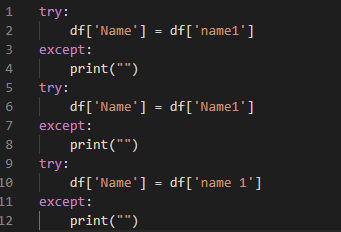 1 try:
2     df['Name'] = df['name1']
3 except:
4     print("")
5 try:
6     df['Name'] = df['Name1']
7 except:
8     print("")
9 try:
10     df['Name'] = df['name 1']
11 except:
12     print("")